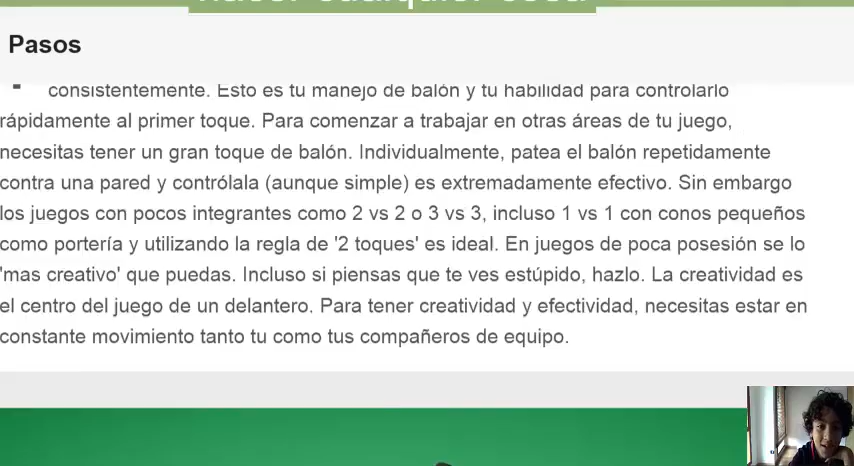 Pasos
consistentemente. Esto es tu manejo de balón y tu habilidad para controlarlo
rápidamente al primer toque. Para comenzar a trabajar en otras áreas de tu juego,
necesitas tener un gran toque de balón. Individualmente, patea el balón repetidamente
contra una pared y contrólala (aunque simple) es extremadamente efectivo. Sin embargo
los juegos con pocos integrantes como 2 vs 2 o 3 vs 3, incluso 1 vs 1 con conos pequeños
como portería y utilizando la regla de '2 toques' es ideal. En juegos de poca posesión se lo
'mas creativo' que puedas. Incluso si piensas que te ves estúpido, hazlo. La creatividad es
el centro del juego de un delantero. Para tener creatividad y efectividad, necesitas estar en
constante movimiento tanto tu como tus compañeros de equipo.